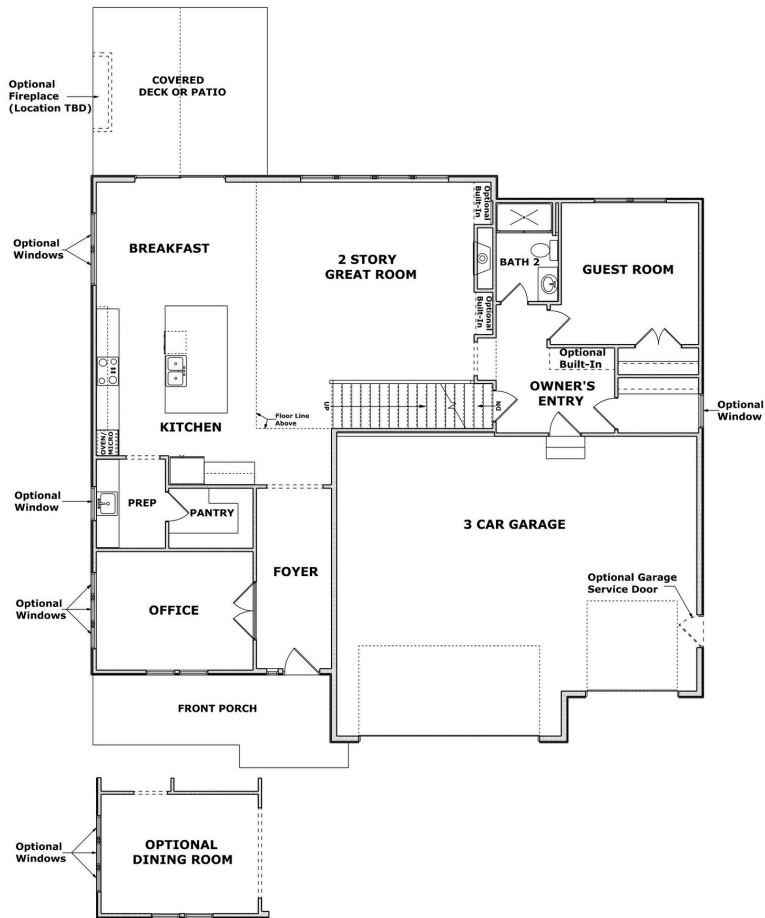 COVERED
DECK OR PATIO
Optional
Fireplace
(Location TBD)
Optional
Windows
BREAKFAST
2 STORY
GREAT ROOM
Optional
Built-In
Optional
Built-In
BATH 2
GUEST ROOM
Optional
Built-In
OWNER'S
ENTRY
Optional
Window
UP
DN
Floor Line
Above
KITCHEN
OVEN/
MICRO
Optional
Window
PREP
PANTRY
3 CAR GARAGE
FOYER
Optional Garage
Service Door
Optional
Windows
OFFICE
FRONT PORCH
Optional
Windows
OPTIONAL
DINING ROOM